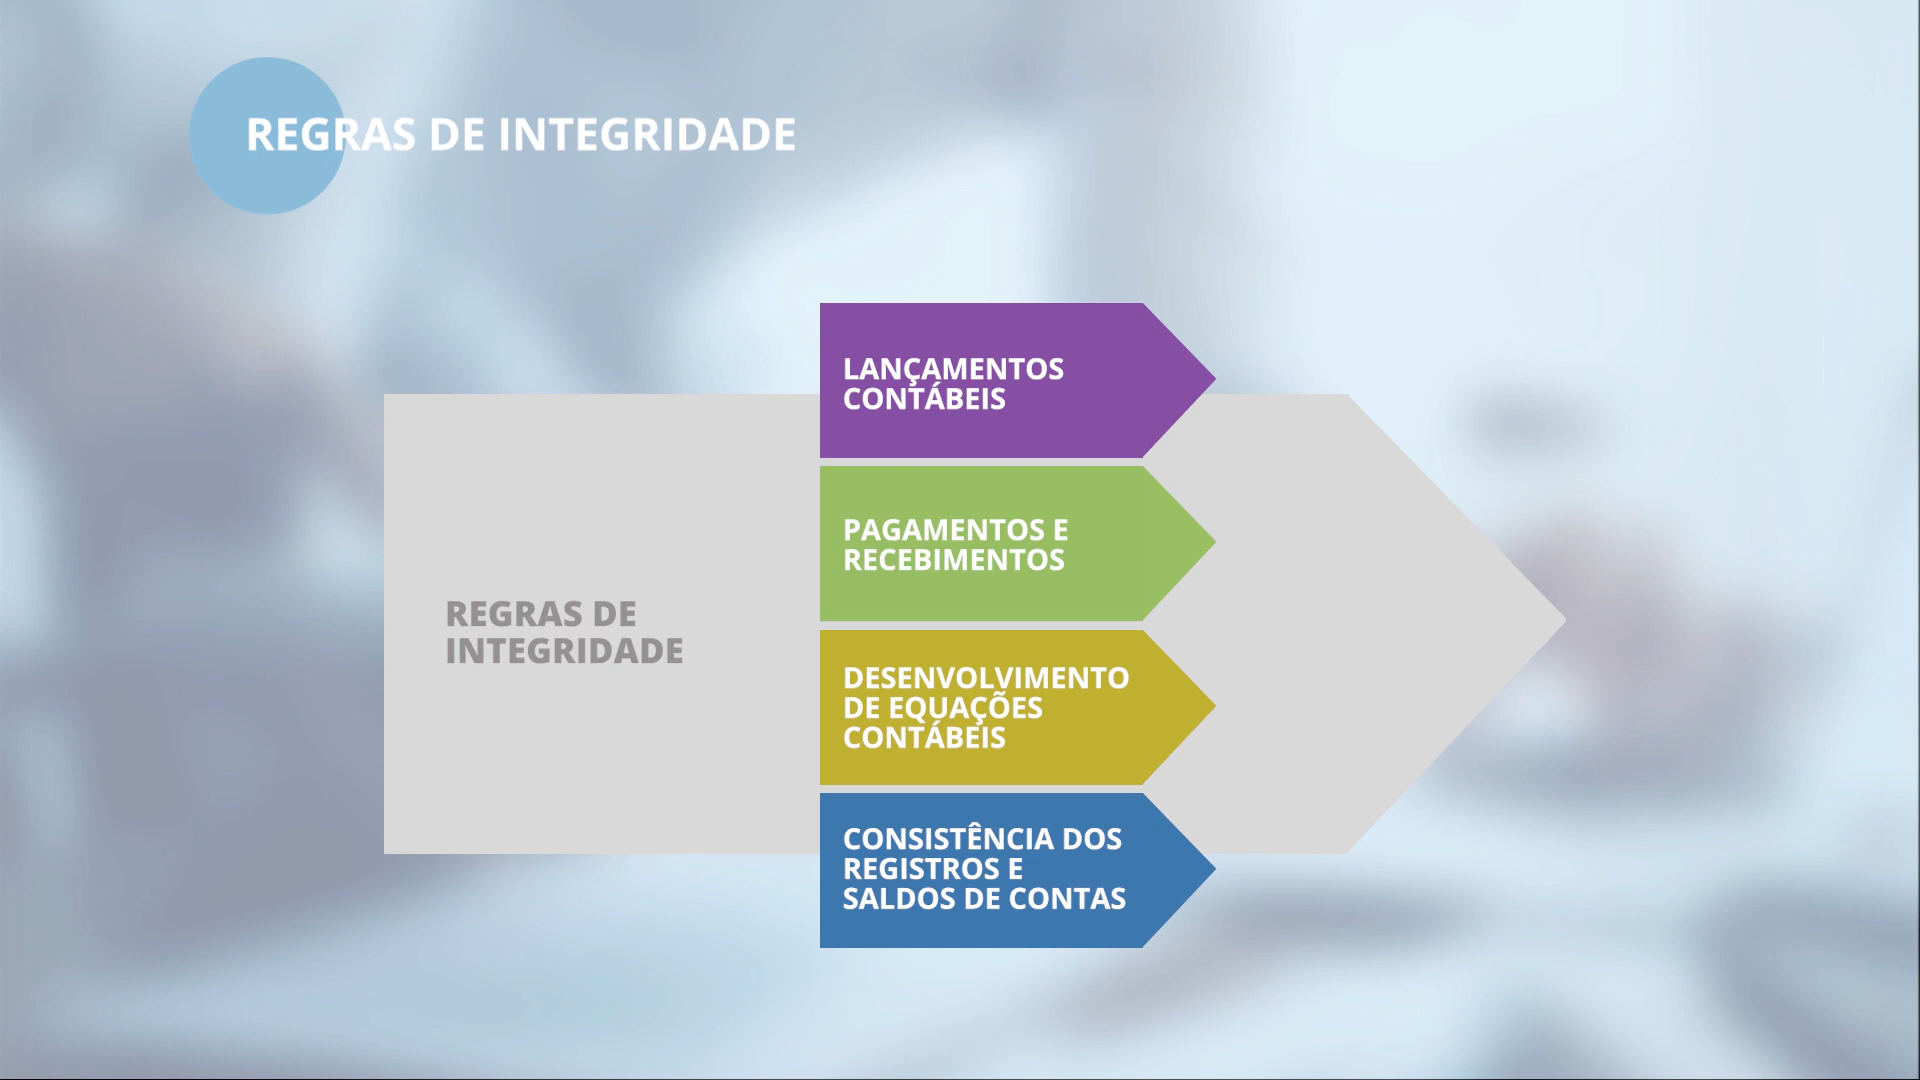 REGRAS DE INTEGRIDADE
REGRAS DE
INTEGRIDADE
LANÇAMENTOS
CONTÁBEIS
PAGAMENTOS E
RECEBIMENTOS
DESENVOLVIMENTO
DE EQUAÇÕES
CONTÁBEIS
CONSISTÊNCIA DOS
REGISTROS E
SALDOS DE CONTAS